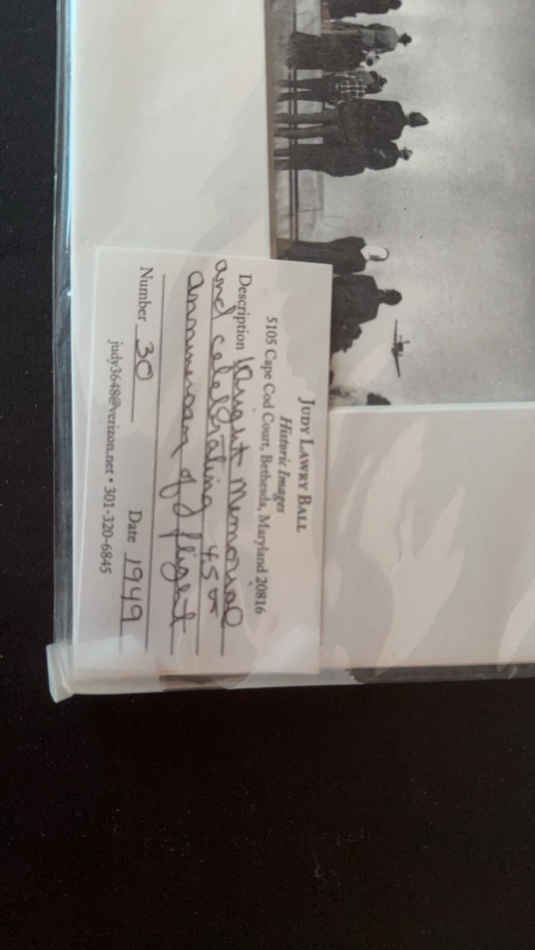 JUDY LAWRY BALL
Historic Images
5105 Cape Cod Court, Bethesda, Maryland 20816
Description Wright Memorial
and celebrating 45th
anniversary of flight
Number 30 Date 1949
judy3648@verizon.net • 301-320-6845